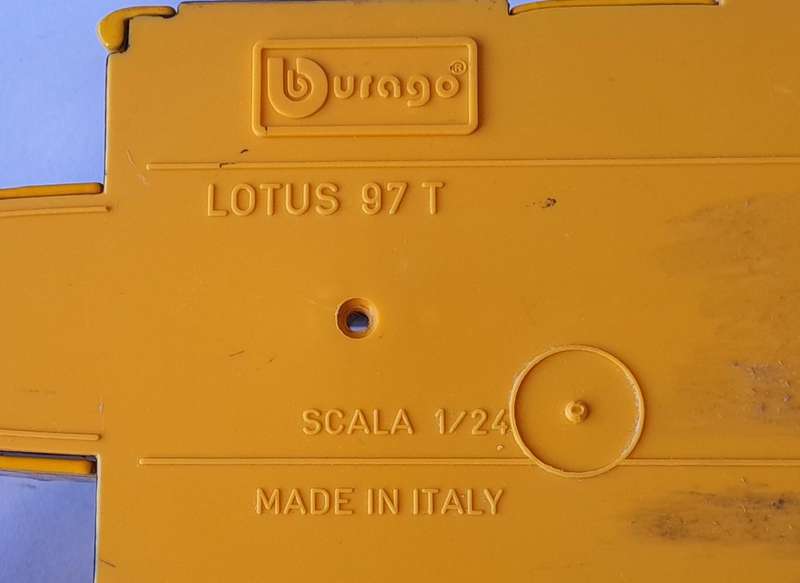 burago®
LOTUS 97 T
SCALA 1/24
MADE IN ITALY